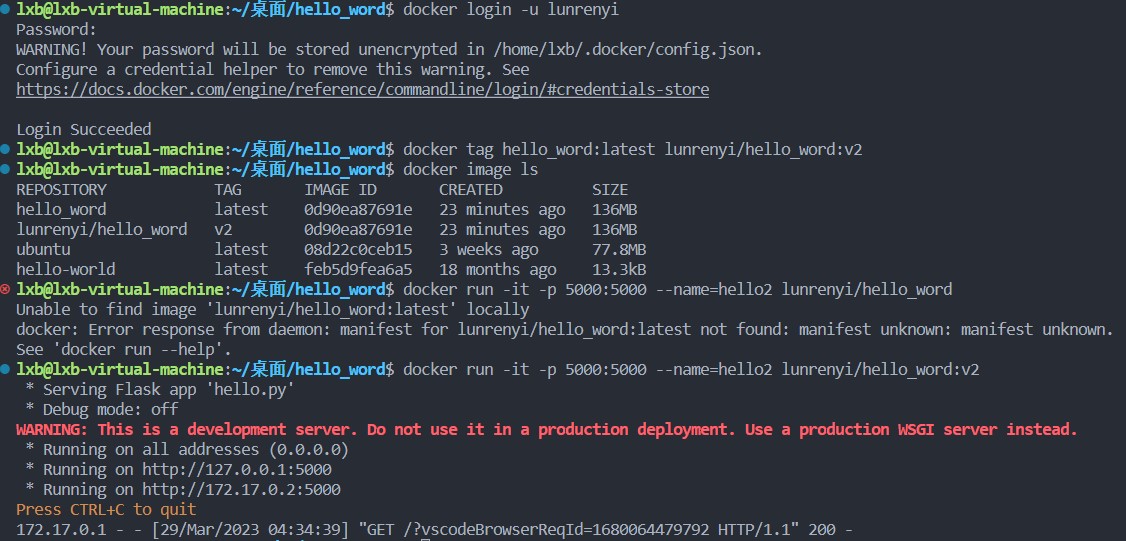 lxb@lxb-virtual-machine:~/桌面/hello_word$ docker login -u lunrenyi
Password:
WARNING! Your password will be stored unencrypted in /home/lxb/.docker/config.json.
Configure a credential helper to remove this warning. See
https://docs.docker.com/engine/reference/commandline/login/#credentials-store
Login Succeeded
lxb@lxb-virtual-machine:~/桌面/hello_word$ docker tag hello_word:latest lunrenyi/hello_word:v2
lxb@lxb-virtual-machine:~/桌面/hello_word$ docker image ls
REPOSITORY TAG IMAGE ID CREATED SIZE
hello_word latest 0d90ea87691e 23 minutes ago 136MB
lunrenyi/hello_word v2 0d90ea87691e 23 minutes ago 136MB
ubuntu latest 08d22c0ceb15 3 weeks ago 77.8MB
hello-world latest feb5d9fea6a5 18 months ago 13.3kB
lxb@lxb-virtual-machine:~/桌面/hello_word$ docker run -it -p 5000:5000 --name=hello2 lunrenyi/hello_word
Unable to find image 'lunrenyi/hello_word:latest' locally
docker: Error response from daemon: manifest for lunrenyi/hello_word:latest not found: manifest unknown: manifest unknown.
See 'docker run --help'.
lxb@lxb-virtual-machine:~/桌面/hello_word$ docker run -it -p 5000:5000 --name=hello2 lunrenyi/hello_word:v2
* Serving Flask app 'hello.py'
* Debug mode: off
WARNING: This is a development server. Do not use it in a production deployment. Use a production WSGI server instead.
* Running on all addresses (0.0.0.0)
* Running on http://127.0.0.1:5000
* Running on http://172.17.0.2:5000
Press CTRL+C to quit
172.17.0.1 - - [29/Mar/2023 04:34:39] "GET /?vscodeBrowserReqId=1680064479792 HTTP/1.1" 200 -